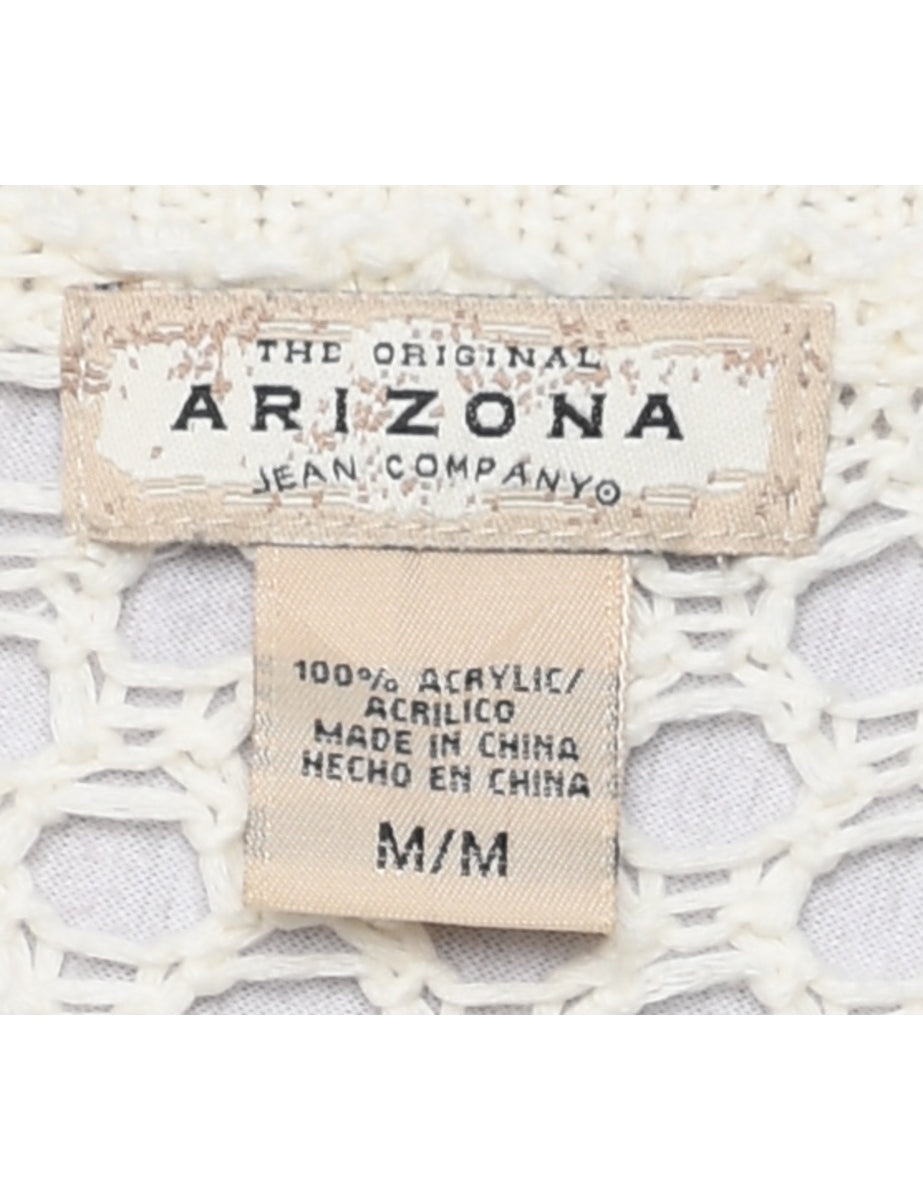 THE ORIGINAL
ARIZONA
JEAN COMPANY
100% ACRYLIC/
ACRILICO
MADE IN CHINA
HECHO EN CHINA
M/M